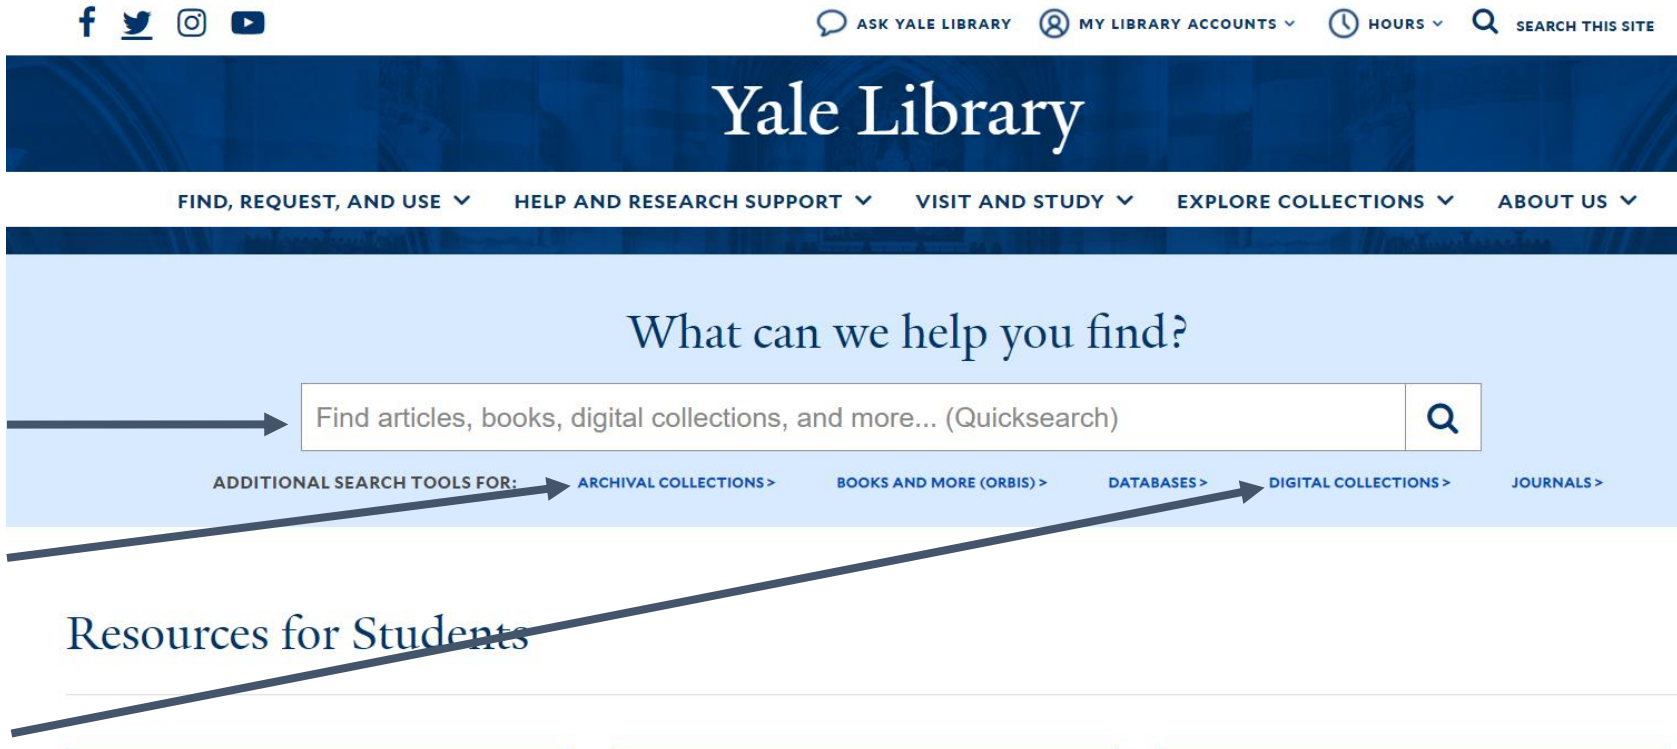 ASK YALE LIBRARY MY LIBRARY ACCOUNTS HOURS SEARCH THIS SITE
Yale Library
FIND, REQUEST, AND USE HELP AND RESEARCH SUPPORT VISIT AND STUDY EXPLORE COLLECTIONS ABOUT US
What can we help you find?
Find articles, books, digital collections, and more... (Quicksearch)
ADDITIONAL SEARCH TOOLS FOR: ARCHIVAL COLLECTIONS > BOOKS AND MORE (ORBIS) > DATABASES > DIGITAL COLLECTIONS > JOURNALS >
Resources for Students